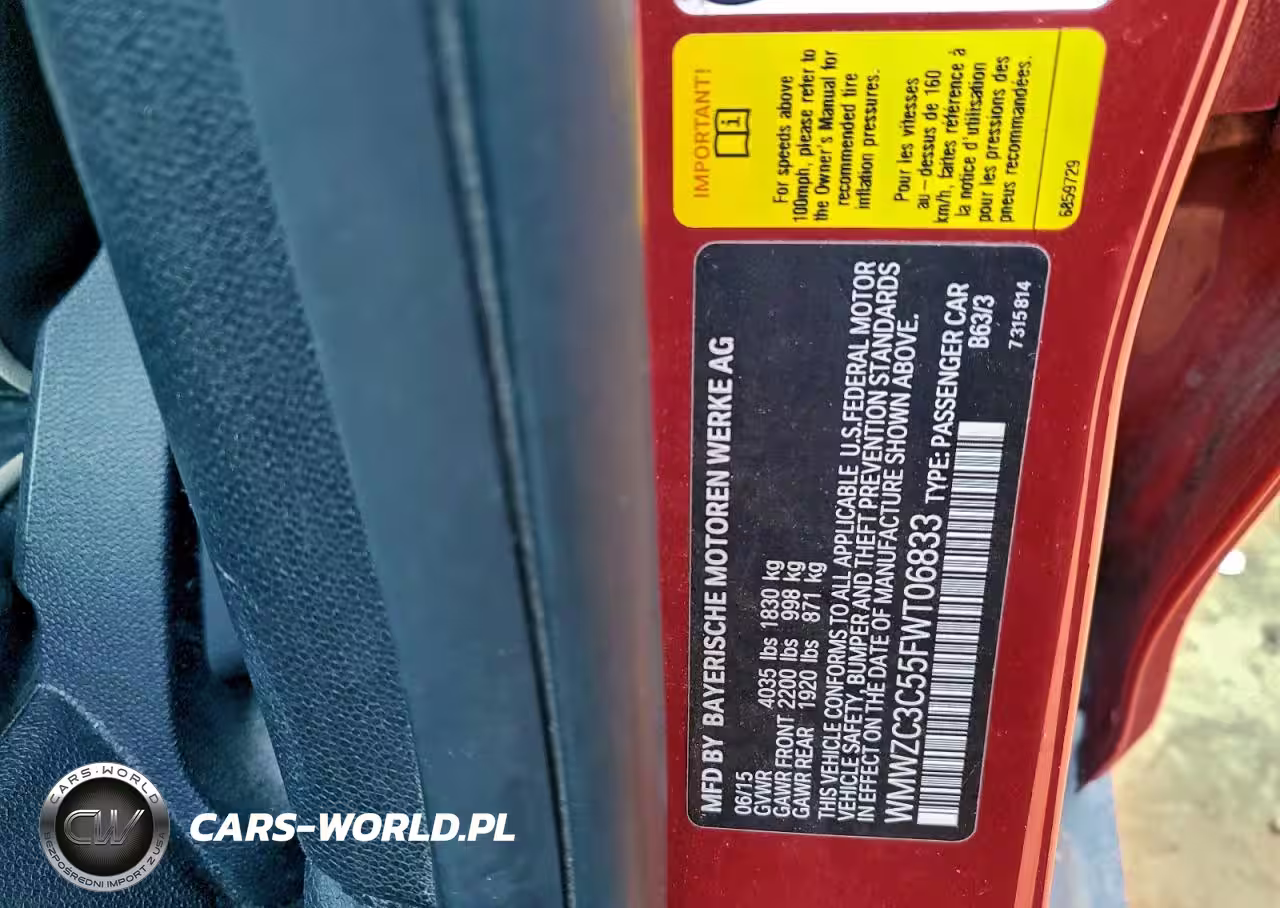 IMPORTANT!
i
For speeds above
100mph, please refer to
the Owner's Manual for
recommended tire
inflation pressures.
Pour les vitesses
au-dessus de 160
km/h, faites référence à
la notice d'utilisation
pour les pressions des
pneus recommandées.
6859729
MFD BY BAYERISCHE MOTOREN WERKE AG
06/15
GVWR 4035 lbs 1830 kg
GAWR FRONT 2200 lbs 998 kg
GAWR REAR 1920 lbs 871 kg
THIS VEHICLE CONFORMS TO ALL APPLICABLE U.S.FEDERAL MOTOR
VEHICLE SAFETY, BUMPER AND THEFT PREVENTION STANDARDS
IN EFFECT ON THE DATE OF MANUFACTURE SHOWN ABOVE.
WMWZC3C55FWT06833 TYPE: PASSENGER CAR
B63/3
7315814
CARS-WORLD
CW
BEZPOŚREDNI IMPORT Z USA
CARS-WORLD.PL